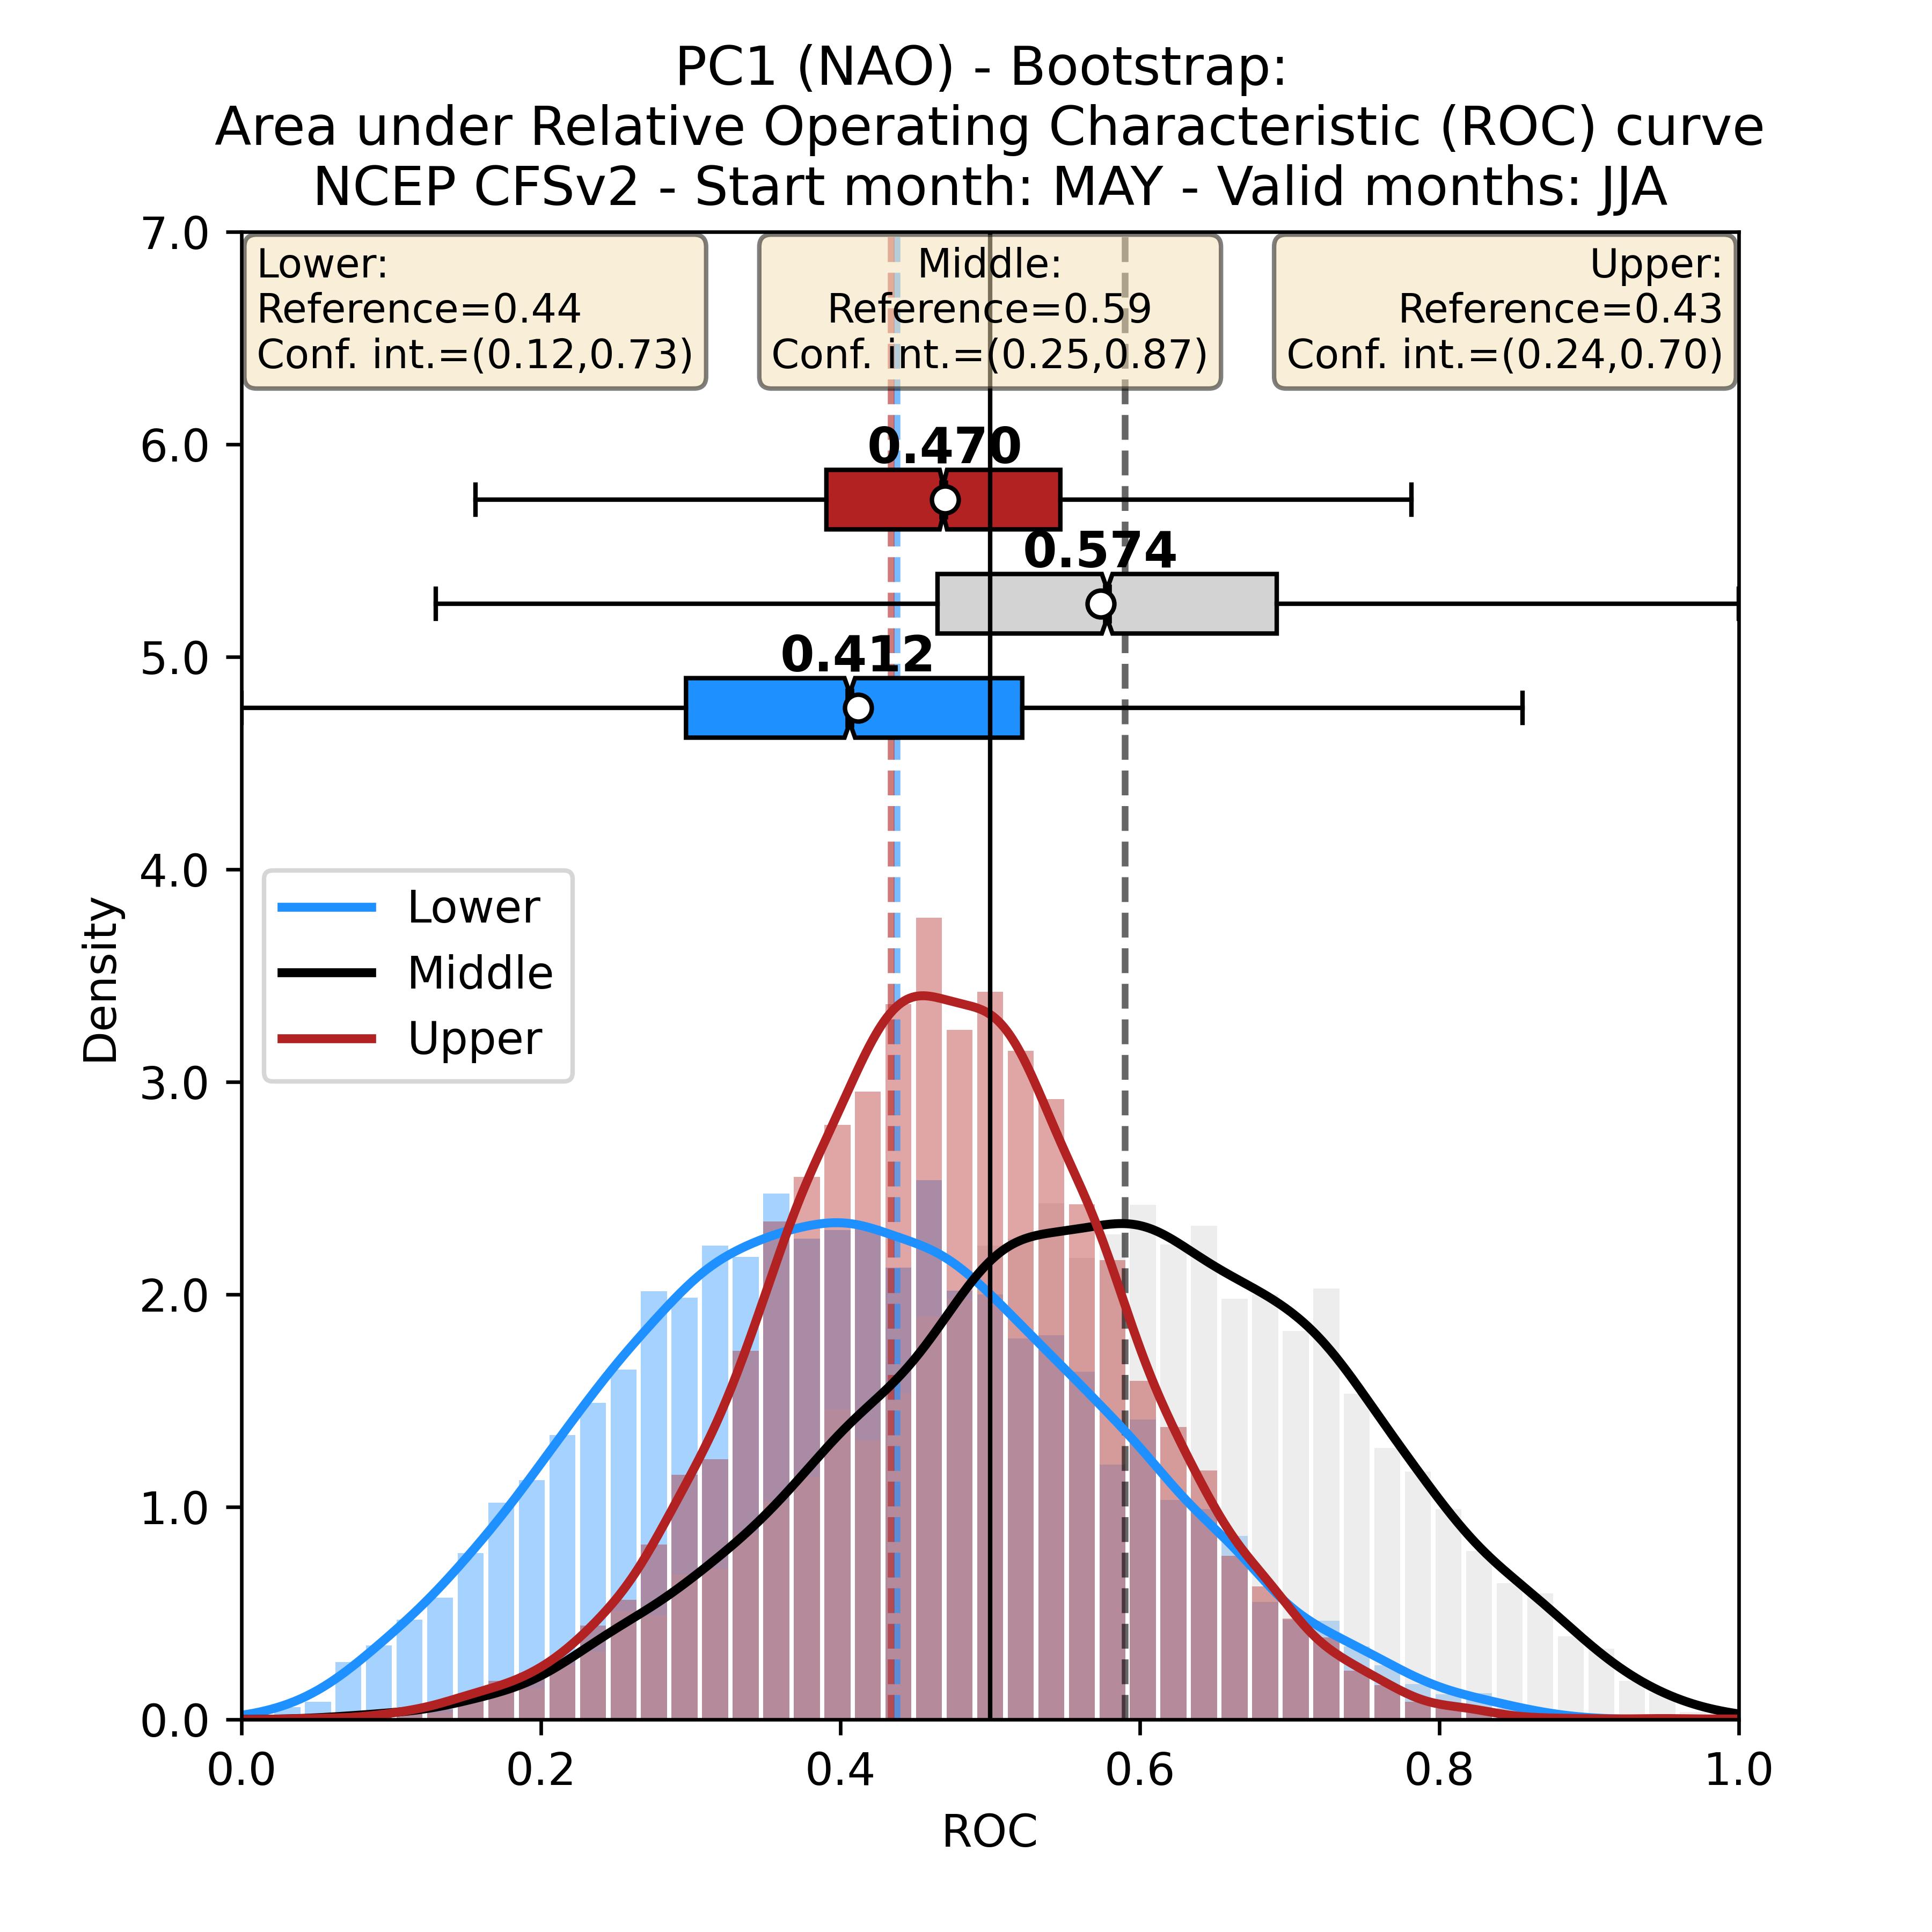 PC1 (NAO) - Bootstrap:
Area under Relative Operating Characteristic (ROC) curve
NCEP CFSv2 - Start month: MAY - Valid months: JJA
Lower:
Reference=0.44
Conf. int.=(0.12,0.73)
Middle:
Reference=0.59
Conf. int.=(0.25,0.87)
Upper:
Reference=0.43
Conf. int.=(0.24,0.70)
0.470
0.574
0.412
Lower
Middle
Upper
Density
7.0
6.0
5.0
4.0
3.0
2.0
1.0
0.0
0.0 0.2 0.4 0.6 0.8 1.0
ROC